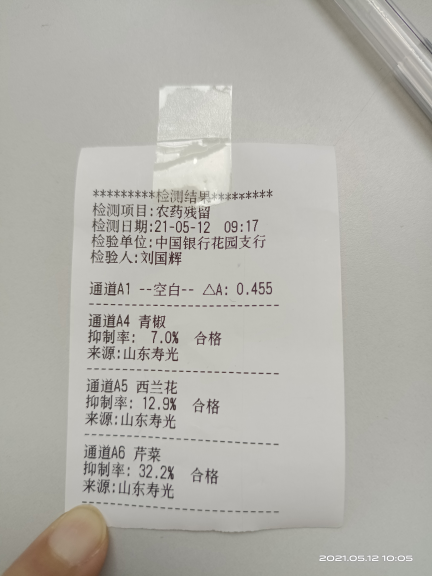 *********检测结果*********
检测项目:农药残留
检测日期:21-05-12 09:17
检验单位:中国银行花园支行
检验人:刘国辉
通道A1 --空白-- △A: 0.455
通道A4 青椒
抑制率: 7.0% 合格
来源:山东寿光
通道A5 西兰花
抑制率: 12.9% 合格
来源:山东寿光
通道A6 芹菜
抑制率: 32.2% 合格
来源:山东寿光
2021.05.12 10:05